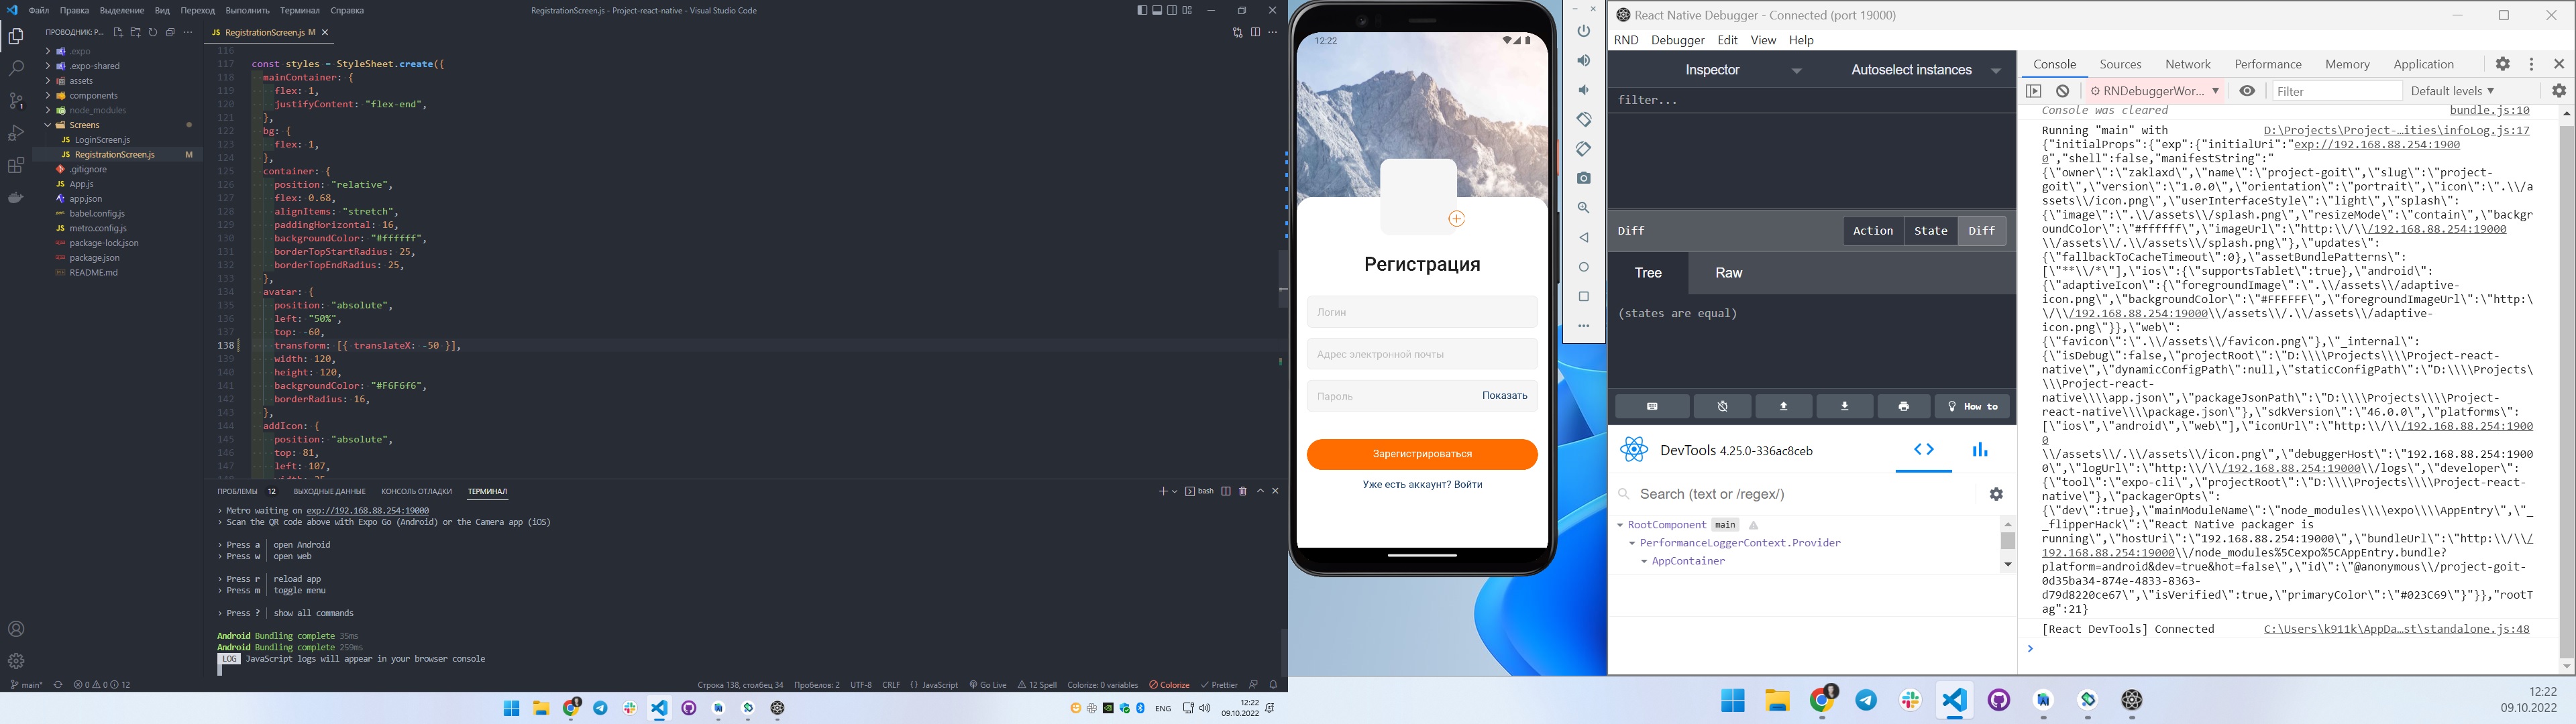 Файл Правка Выделение Вид Переход Выполнить Терминал Справка
RegistrationScreen.js - Project-react-native - Visual Studio Code
ПРОВОДНИК: P...
.expo
.expo-shared
assets
components
node_modules
Screens
LoginScreen.js
RegistrationScreen.js M
.gitignore
App.js
app.json
babel.config.js
metro.config.js
package-lock.json
package.json
README.md
RegistrationScreen.js M
116
117 const styles = StyleSheet.create({
118 mainContainer: {
119 flex: 1,
120 justifyContent: "flex-end",
121 },
122 bg: {
123 flex: 1,
124 },
125 container: {
126 position: "relative",
127 flex: 0.68,
128 alignItems: "stretch",
129 paddingHorizontal: 16,
130 backgroundColor: "#ffffff",
131 borderTopStartRadius: 25,
132 borderTopEndRadius: 25,
133 },
134 avatar: {
135 position: "absolute",
136 left: "50%",
137 top: -60,
138 transform: [{ translateX: -50 }],
139 width: 120,
140 height: 120,
141 backgroundColor: "#F6F6f6",
142 borderRadius: 16,
143 },
144 addIcon: {
145 position: "absolute",
146 top: 81,
147 left: 107,
ПРОБЛЕМЫ 12 ВЫХОДНЫЕ ДАННЫЕ КОНСОЛЬ ОТЛАДКИ ТЕРМИНАЛ
bash
› Metro waiting on exp://192.168.88.254:19000
› Scan the QR code above with Expo Go (Android) or the Camera app (iOS)
› Press a │ open Android
› Press w │ open web
› Press r │ reload app
› Press m │ toggle menu
› Press ? │ show all commands
Android Bundling complete 35ms
Android Bundling complete 259ms
LOG JavaScript logs will appear in your browser console
main* 0 0 12
Строка 138, столбец 34 Пробелов: 2 UTF-8 CRLF {} JavaScript Go Live 12 Spell Colorize: 0 variables Colorize Prettier
ENG
12:22
09.10.2022
12:22
Регистрация
Логин
Адрес электронной почты
Пароль
Показать
Зарегистрироваться
Уже есть аккаунт? Войти
React Native Debugger - Connected (port 19000)
RND Debugger Edit View Help
Inspector
Autoselect instances
filter...
Diff
Action State Diff
Tree Raw
(states are equal)
How to
DevTools 4.25.0-336ac8ceb
Search (text or /regex/)
RootComponent main
PerformanceLoggerContext.Provider
AppContainer
Console Sources Network Performance Memory Application
RNDebuggerWor...
Filter
Default levels
Console was cleared bundle.js:10
Running "main" with D:\Projects\Project-…ities\infoLog.js:17
{"initialProps":{"exp":{"initialUri":"exp://192.168.88.254:1900
0","shell":false,"manifestString":"
{\"owner\":\"zaklaxd\",\"name\":\"project-goit\",\"slug\":\"project-
goit\",\"version\":\"1.0.0\",\"orientation\":\"portrait\",\"icon\":\".\\/a
ssets\\/icon.png\",\"userInterfaceStyle\":\"light\",\"splash\":
{\"image\":\".\\/assets\\/splash.png\",\"resizeMode\":\"contain\",\"backgr
oundColor\":\"#ffffff\",\"imageUrl\":\"http:\\/\\/192.168.88.254:19000
\\/assets\\/.\\/assets\\/splash.png\"},\"updates\":
{\"fallbackToCacheTimeout\":0},\"assetBundlePatterns\":
[\"**\\/*\"],\"ios\":{\"supportsTablet\":true},\"android\":
{\"adaptiveIcon\":{\"foregroundImage\":\".\\/assets\\/adaptive-
icon.png\",\"backgroundColor\":\"#FFFFFF\",\"foregroundImageUrl\":\"http:\
\/\\/192.168.88.254:19000\\/assets\\/.\\/assets\\/adaptive-
icon.png\"}},\"web\":
{\"favicon\":\".\\/assets\\/favicon.png\"},\"_internal\":
{\"isDebug\":false,\"projectRoot\":\"D:\\\\Projects\\\\Project-react-
native\",\"dynamicConfigPath\":null,\"staticConfigPath\":\"D:\\\\Projects\
\\\Project-react-
native\\\\app.json\",\"packageJsonPath\":\"D:\\\\Projects\\\\Project-
react-native\\\\package.json\"},\"sdkVersion\":\"46.0.0\",\"platforms\":
[\"ios\",\"android\",\"web\"],\"iconUrl\":\"http:\\/\\/192.168.88.254:1900
0
\\/assets\\/.\\/assets\\/icon.png\",\"debuggerHost\":\"192.168.88.254:1900
0\",\"logUrl\":\"http:\\/\\/192.168.88.254:19000\\/logs\",\"developer\":
{\"tool\":\"expo-cli\",\"projectRoot\":\"D:\\\\Projects\\\\Project-react-
native\"},\"packagerOpts\":
{\"dev\":true},\"mainModuleName\":\"node_modules\\\\expo\\\\AppEntry\",\"_
_flipperHack\":\"React Native packager is
running\",\"hostUri\":\"192.168.88.254:19000\",\"bundleUrl\":\"http:\\/\\/
192.168.88.254:19000\\/node_modules%5Cexpo%5CAppEntry.bundle?
platform=android&dev=true&hot=false\",\"id\":\"@anonymous\\/project-goit-
0d35ba34-874e-4833-8363-
d79d8220ce67\",\"isVerified\":true,\"primaryColor\":\"#023C69\"}"}},"rootT
ag":21}
[React DevTools] Connected C:\Users\k911k\AppDa…st\standalone.js:48
12:22
09.10.2022